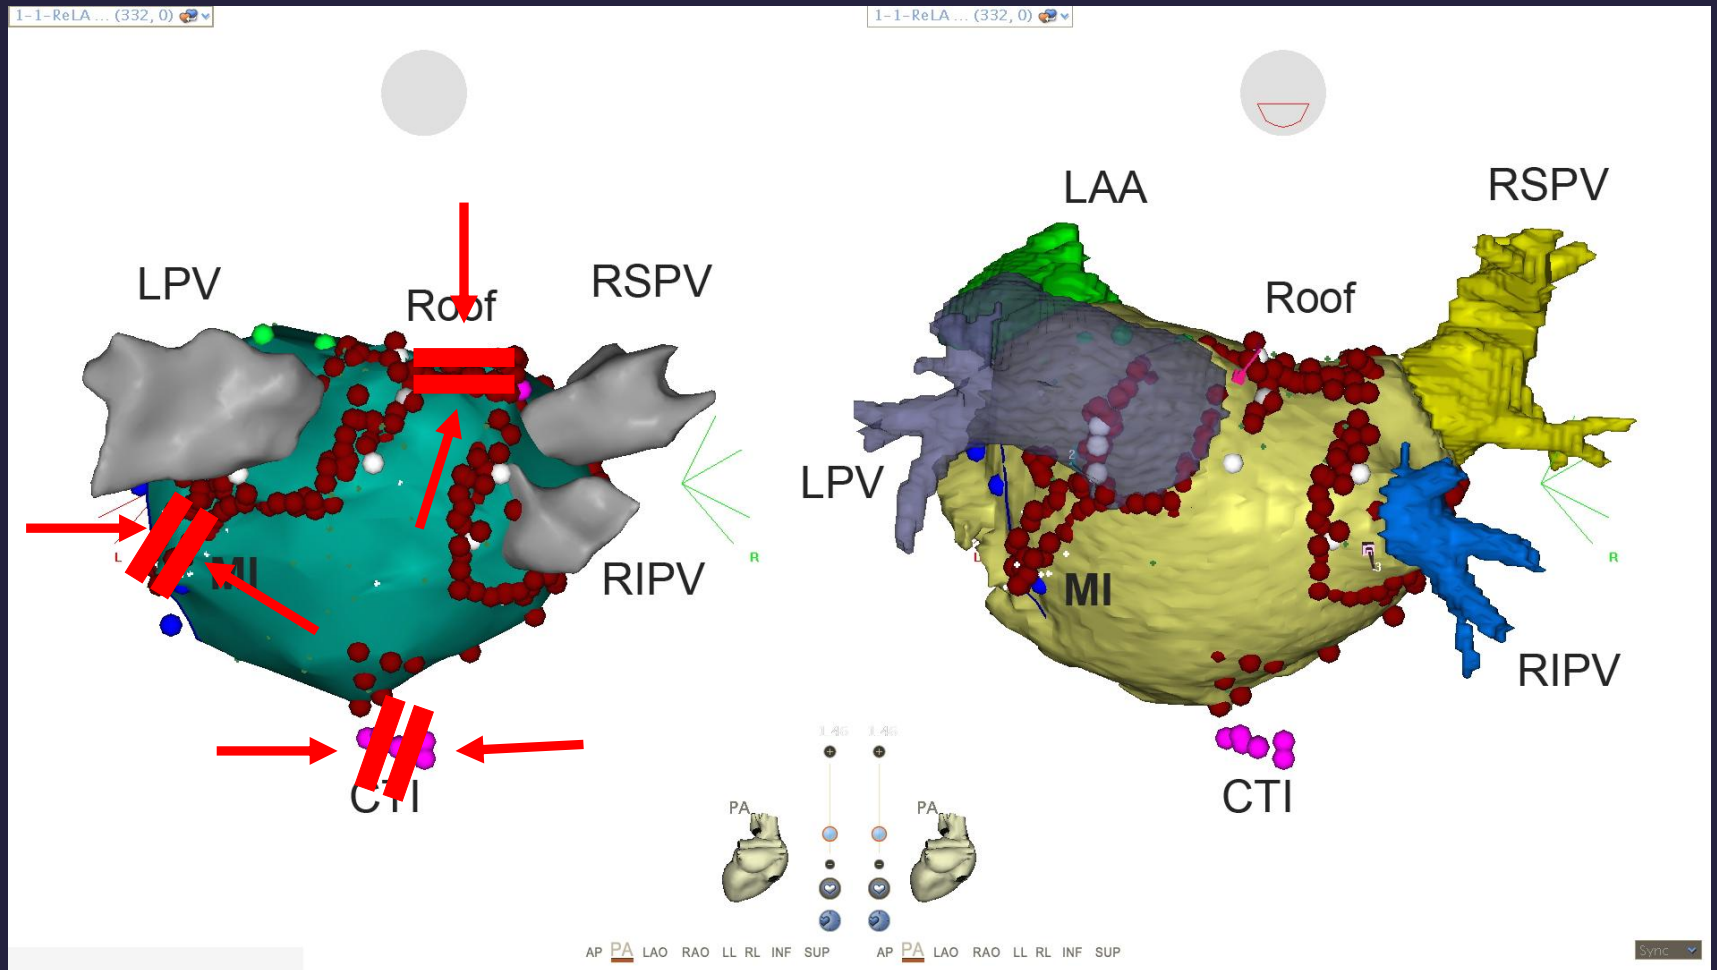 1-1-ReLA ... (332, 0)
1-1-ReLA ... (332, 0)
LAA
RSPV
LPV
RSPV
Roof
Roof
LPV
2
L
MI
R
L
MI
3
R
RIPV
RIPV
CTI
CTI
PA
PA
AP PA LAO RAO LL RL INF SUP
AP PA LAO RAO LL RL INF SUP
Sync